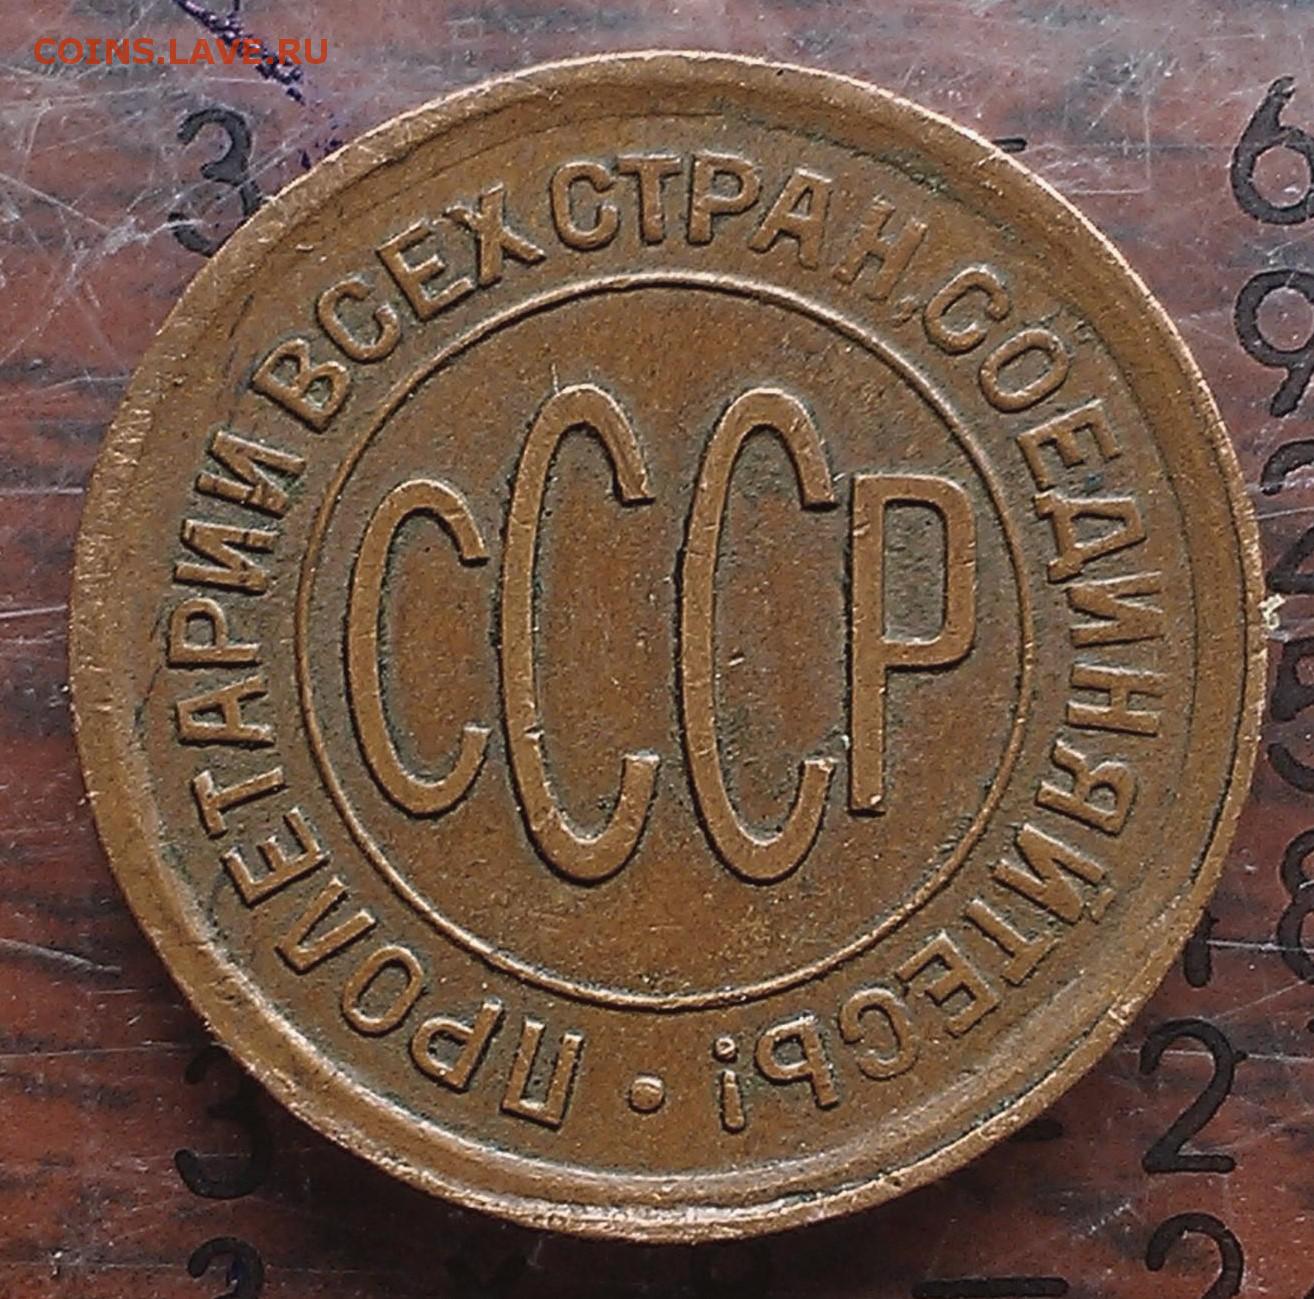 COINS.LAVE.RU
ПРОЛЕТАРИИ ВСЕХ СТРАН, СОЕДИНЯЙТЕСЬ!
СССР